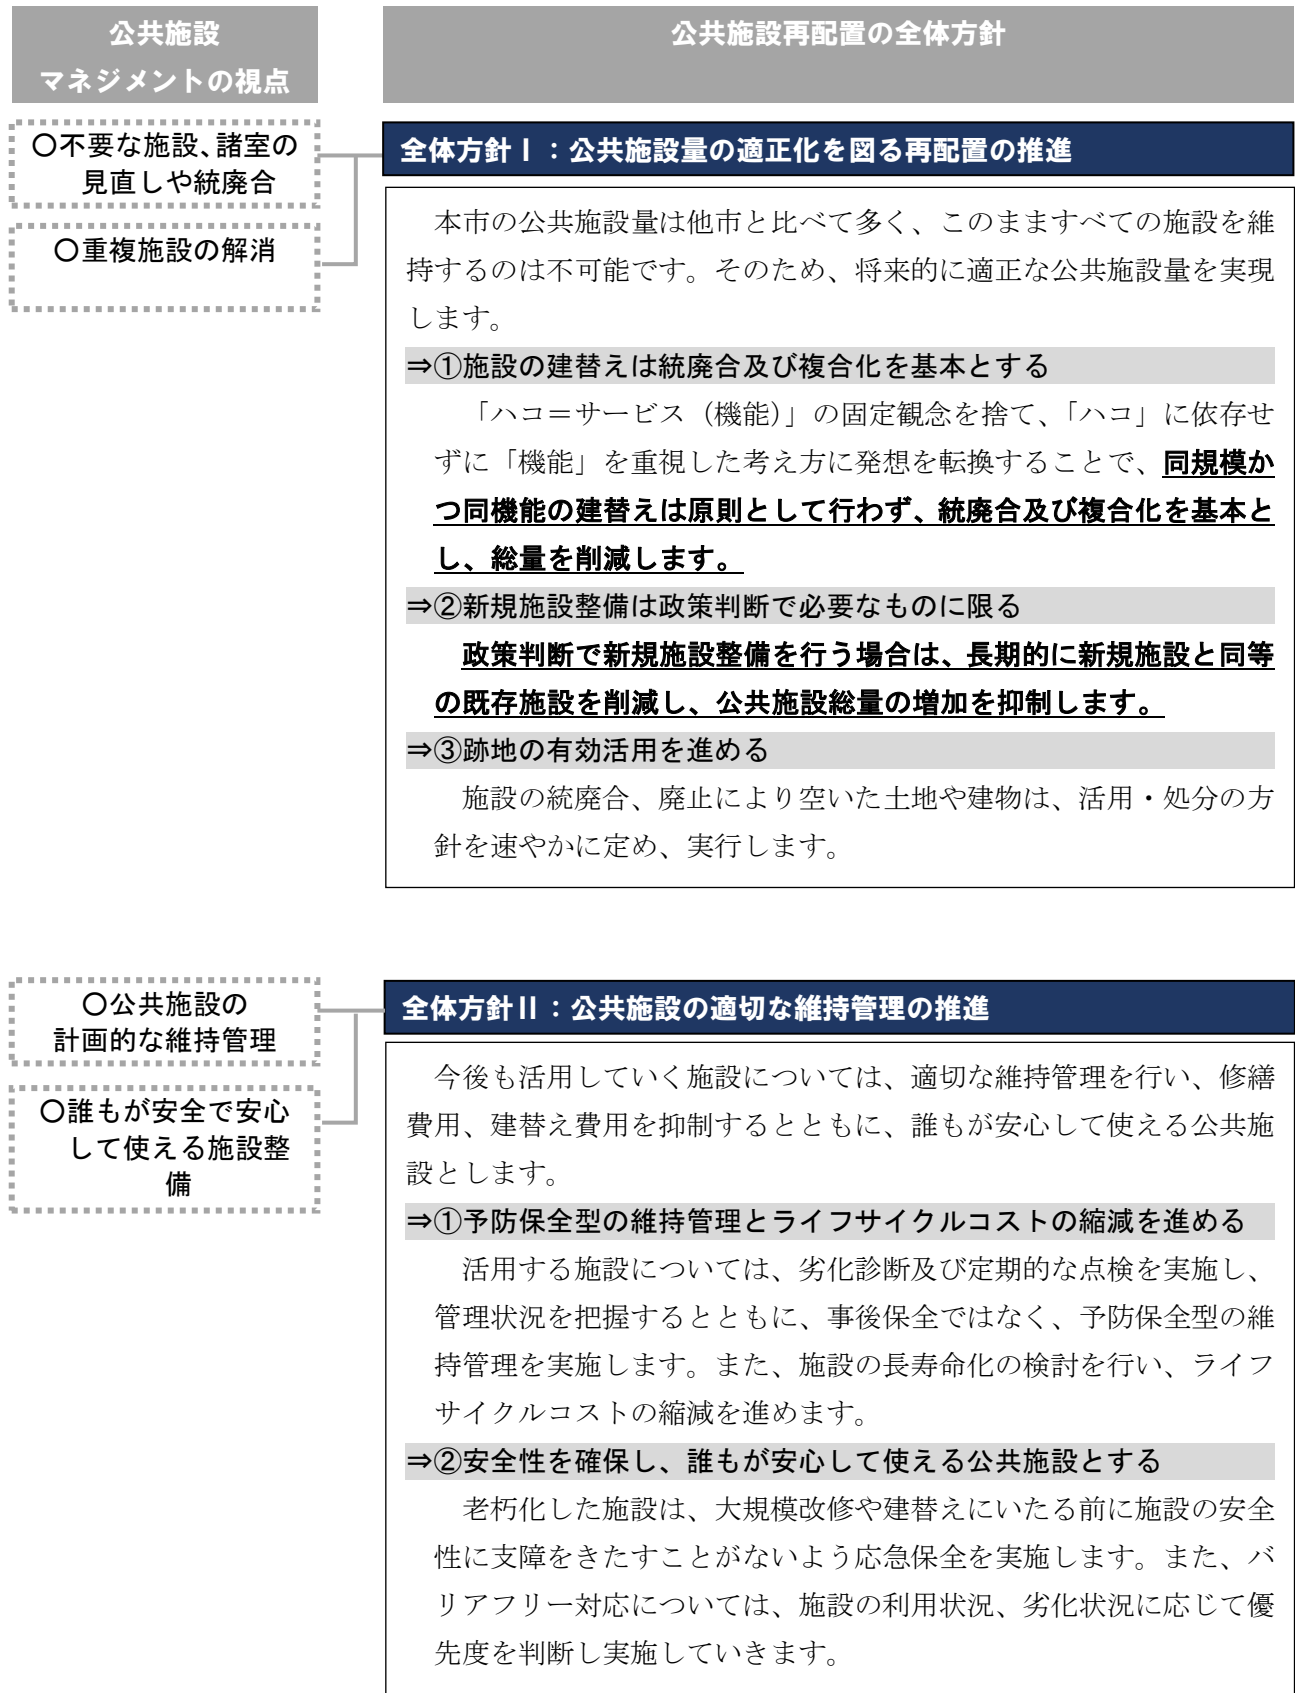 公共施設
マネジメントの視点
公共施設再配置の全体方針
〇不要な施設、諸室の
見直しや統廃合
〇重複施設の解消
全体方針Ⅰ：公共施設量の適正化を図る再配置の推進
本市の公共施設量は他市と比べて多く、このまますべての施設を維
持するのは不可能です。そのため、将来的に適正な公共施設量を実現
します。
⇒①施設の建替えは統廃合及び複合化を基本とする
「ハコ＝サービス（機能）」の固定観念を捨て、「ハコ」に依存せ
ずに「機能」を重視した考え方に発想を転換することで、同規模か
つ同機能の建替えは原則として行わず、統廃合及び複合化を基本と
し、総量を削減します。
⇒②新規施設整備は政策判断で必要なものに限る
政策判断で新規施設整備を行う場合は、長期的に新規施設と同等
の既存施設を削減し、公共施設総量の増加を抑制します。
⇒③跡地の有効活用を進める
施設の統廃合、廃止により空いた土地や建物は、活用・処分の方
針を速やかに定め、実行します。
〇公共施設の
計画的な維持管理
〇誰もが安全で安心
して使える施設整
備
全体方針Ⅱ：公共施設の適切な維持管理の推進
今後も活用していく施設については、適切な維持管理を行い、修繕
費用、建替え費用を抑制するとともに、誰もが安心して使える公共施
設とします。
⇒①予防保全型の維持管理とライフサイクルコストの縮減を進める
活用する施設については、劣化診断及び定期的な点検を実施し、
管理状況を把握するとともに、事後保全ではなく、予防保全型の維
持管理を実施します。また、施設の長寿命化の検討を行い、ライフ
サイクルコストの縮減を進めます。
⇒②安全性を確保し、誰もが安心して使える公共施設とする
老朽化した施設は、大規模改修や建替えにいたる前に施設の安全
性に支障をきたすことがないよう応急保全を実施します。また、バ
リアフリー対応については、施設の利用状況、劣化状況に応じて優
先度を判断し実施していきます。